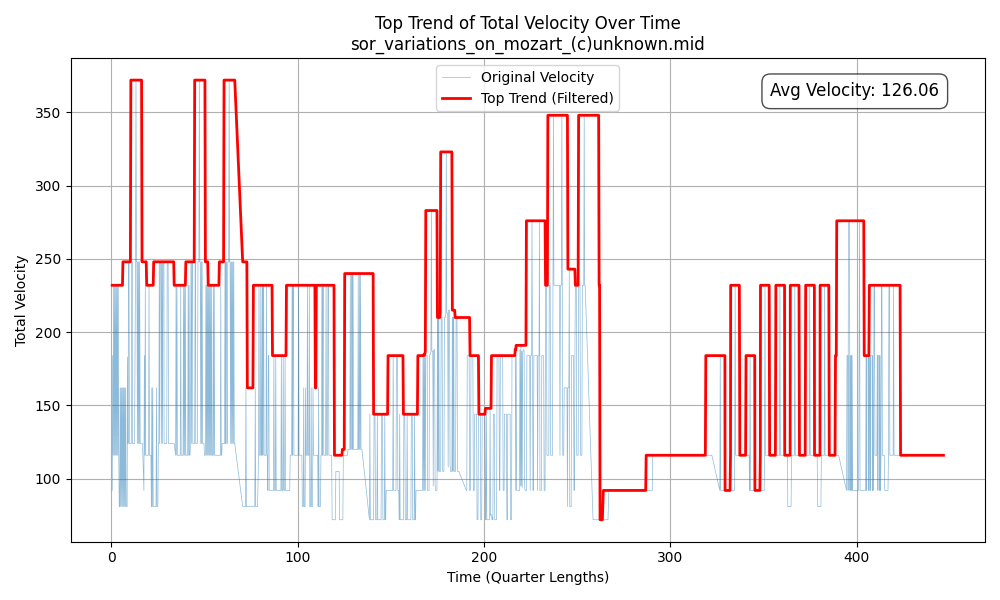 Top Trend of Total Velocity Over Time
sor_variations_on_mozart_(c)unknown.mid
Original Velocity
Top Trend (Filtered)
Avg Velocity: 126.06
350
300
250
200
150
100
Total Velocity
0 100 200 300 400
Time (Quarter Lengths)